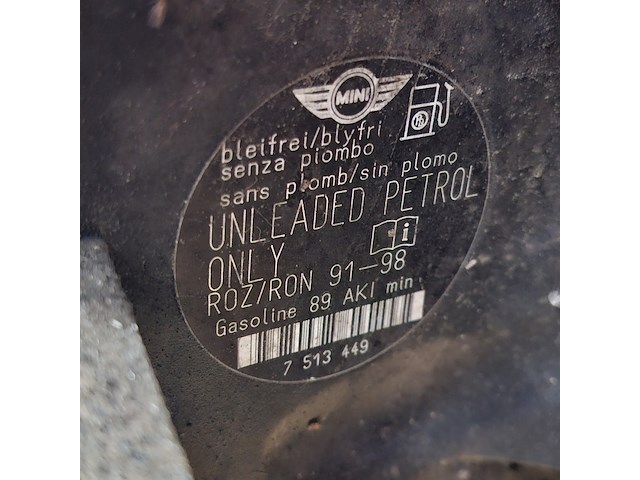 MINI
bleifrei/blyfri
senza piombo
sans plomb/sin plomo
UNLEADED PETROL
ONLY
ROZ/RON 91-98
Gasoline 89 AKI min
7 513 449